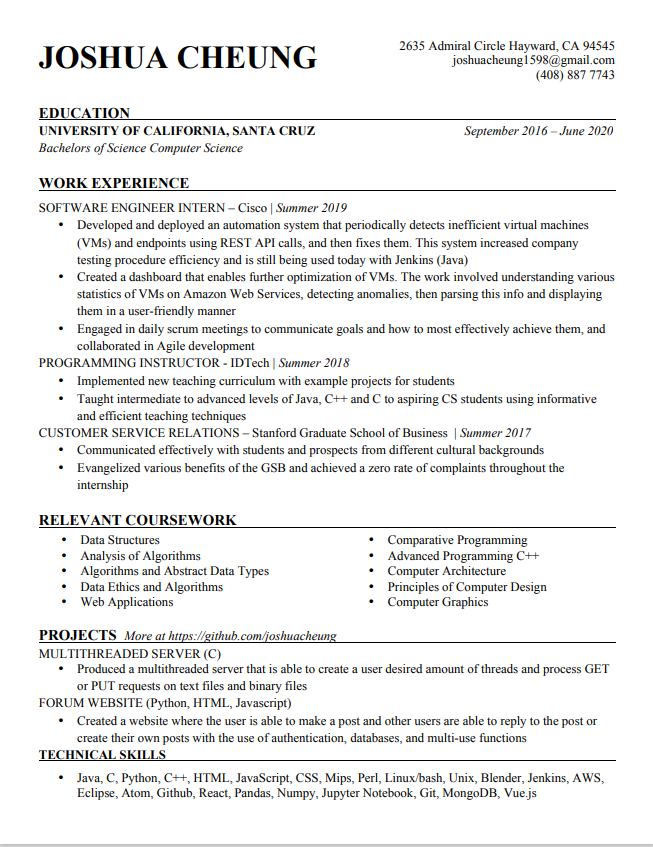 JOSHUA CHEUNG
2635 Admiral Circle Hayward, CA 94545
joshuacheung1598@gmail.com
(408) 887 7743
EDUCATION
UNIVERSITY OF CALIFORNIA, SANTA CRUZ September 2016 – June 2020
Bachelors of Science Computer Science
WORK EXPERIENCE
SOFTWARE ENGINEER INTERN – Cisco | Summer 2019
• Developed and deployed an automation system that periodically detects inefficient virtual machines
(VMs) and endpoints using REST API calls, and then fixes them. This system increased company
testing procedure efficiency and is still being used today with Jenkins (Java)
• Created a dashboard that enables further optimization of VMs. The work involved understanding various
statistics of VMs on Amazon Web Services, detecting anomalies, then parsing this info and displaying
them in a user-friendly manner
• Engaged in daily scrum meetings to communicate goals and how to most effectively achieve them, and
collaborated in Agile development
PROGRAMMING INSTRUCTOR - IDTech | Summer 2018
• Implemented new teaching curriculum with example projects for students
• Taught intermediate to advanced levels of Java, C++ and C to aspiring CS students using informative
and efficient teaching techniques
CUSTOMER SERVICE RELATIONS – Stanford Graduate School of Business | Summer 2017
• Communicated effectively with students and prospects from different cultural backgrounds
• Evangelized various benefits of the GSB and achieved a zero rate of complaints throughout the
internship
RELEVANT COURSEWORK
• Data Structures
• Analysis of Algorithms
• Algorithms and Abstract Data Types
• Data Ethics and Algorithms
• Web Applications
• Comparative Programming
• Advanced Programming C++
• Computer Architecture
• Principles of Computer Design
• Computer Graphics
PROJECTS More at https://github.com/joshuacheung
MULTITHREADED SERVER (C)
• Produced a multithreaded server that is able to create a user desired amount of threads and process GET
or PUT requests on text files and binary files
FORUM WEBSITE (Python, HTML, Javascript)
• Created a website where the user is able to make a post and other users are able to reply to the post or
create their own posts with the use of authentication, databases, and multi-use functions
TECHNICAL SKILLS
• Java, C, Python, C++, HTML, JavaScript, CSS, Mips, Perl, Linux/bash, Unix, Blender, Jenkins, AWS,
Eclipse, Atom, Github, React, Pandas, Numpy, Jupyter Notebook, Git, MongoDB, Vue.js